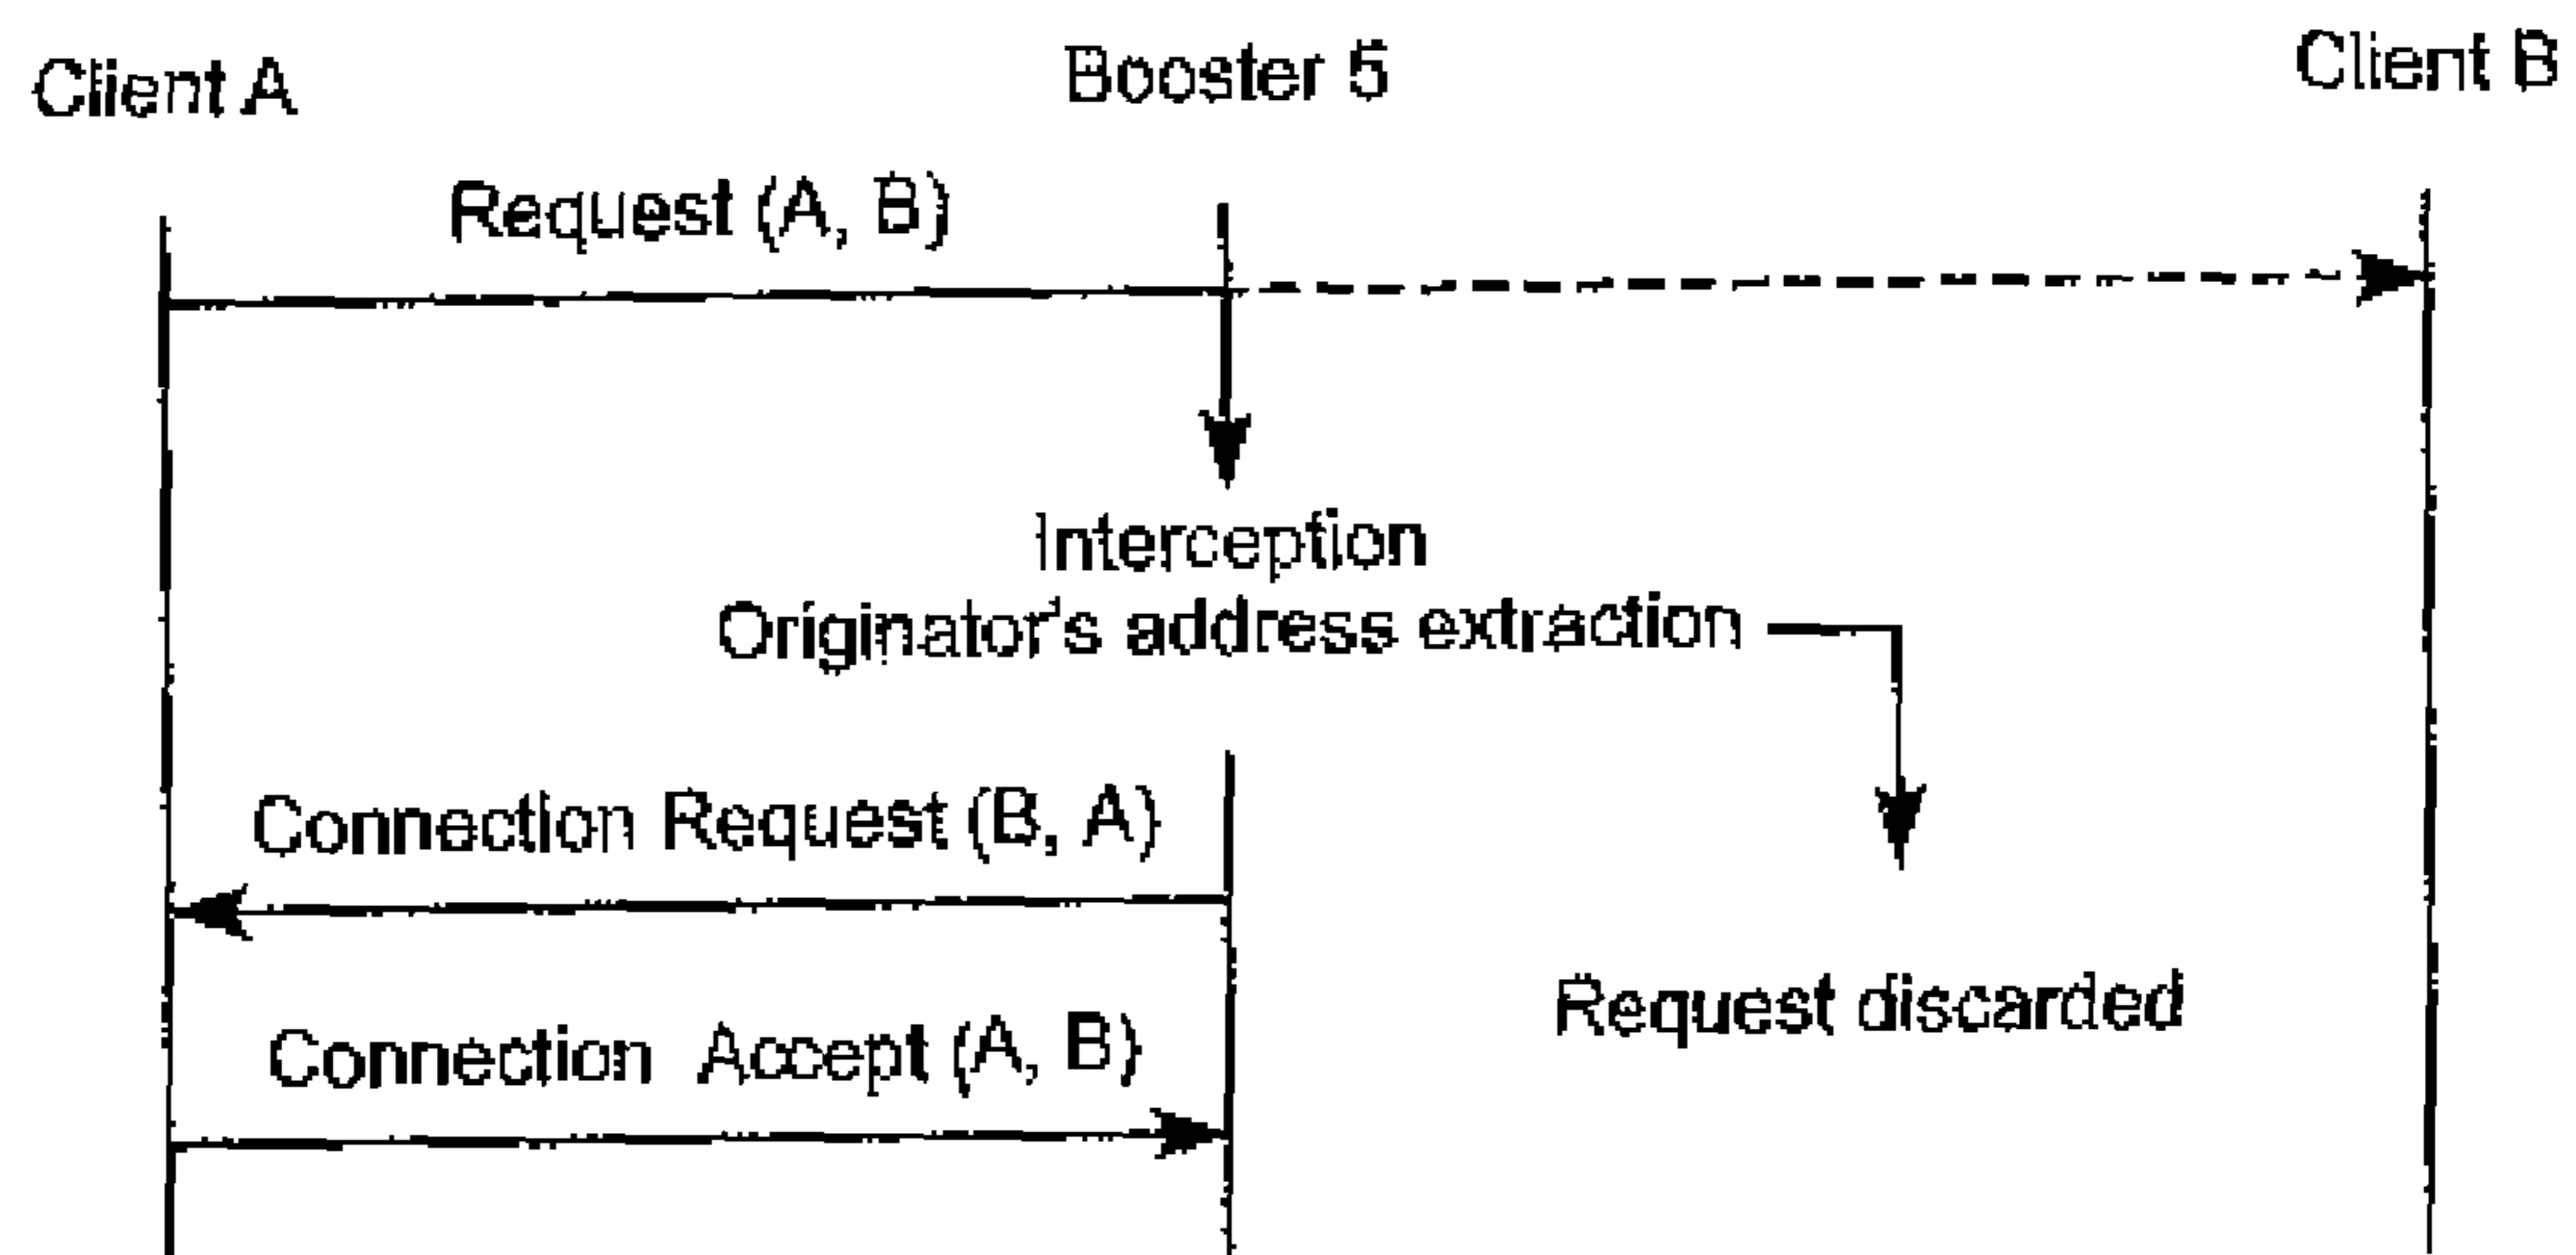 Client A
Booster 5
Client B
Request (A, B)
Interception
Originator's address extraction
Connection Request (B, A)
Request discarded
Connection Accept (A, B)